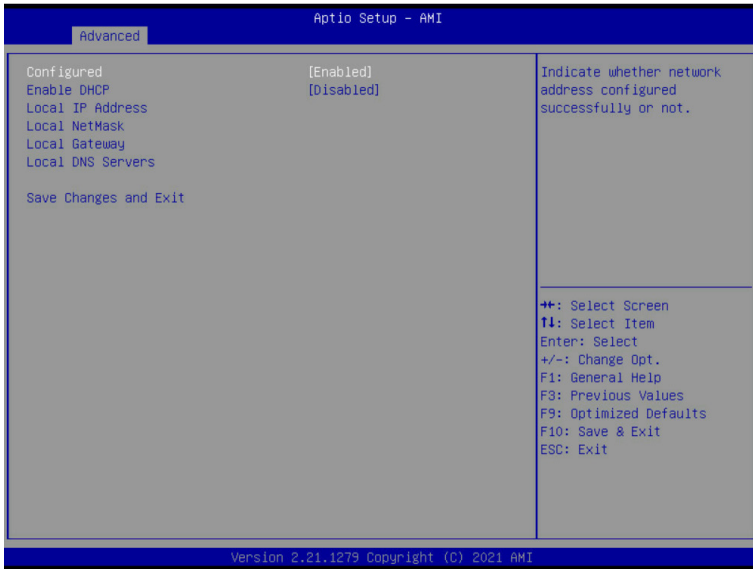 Aptio Setup – AMI
Advanced
Configured [Enabled]
Enable DHCP [Disabled]
Local IP Address
Local NetMask
Local Gateway
Local DNS Servers
Save Changes and Exit
Indicate whether network
address configured
successfully or not.
→←: Select Screen
↑↓: Select Item
Enter: Select
+/-: Change Opt.
F1: General Help
F3: Previous Values
F9: Optimized Defaults
F10: Save & Exit
ESC: Exit
Version 2.21.1279 Copyright (C) 2021 AMI